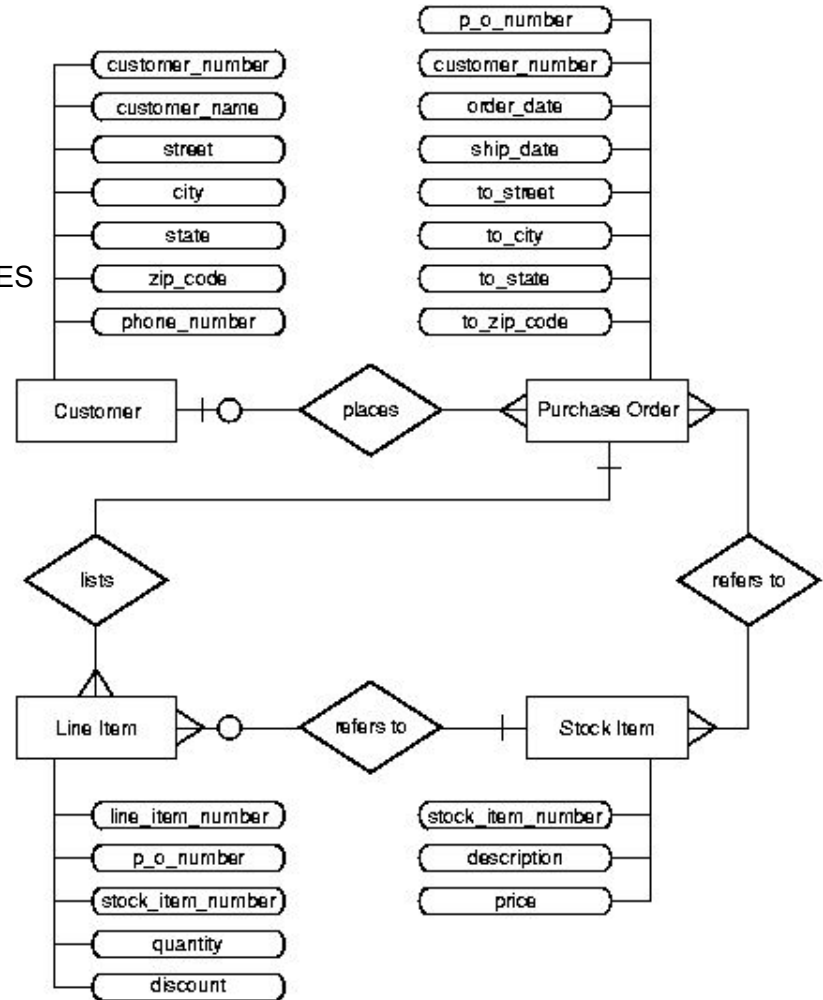 customer_number
customer_name
street
city
state
zip_code
phone_number
ES
p_o_number
customer_number
order_date
ship_date
to_street
to_city
to_state
to_zip_code
Customer
places
Purchase Order
lists
refers to
Line Item
refers to
Stock Item
line_item_number
p_o_number
stock_item_number
quantity
discount
stock_item_number
description
price